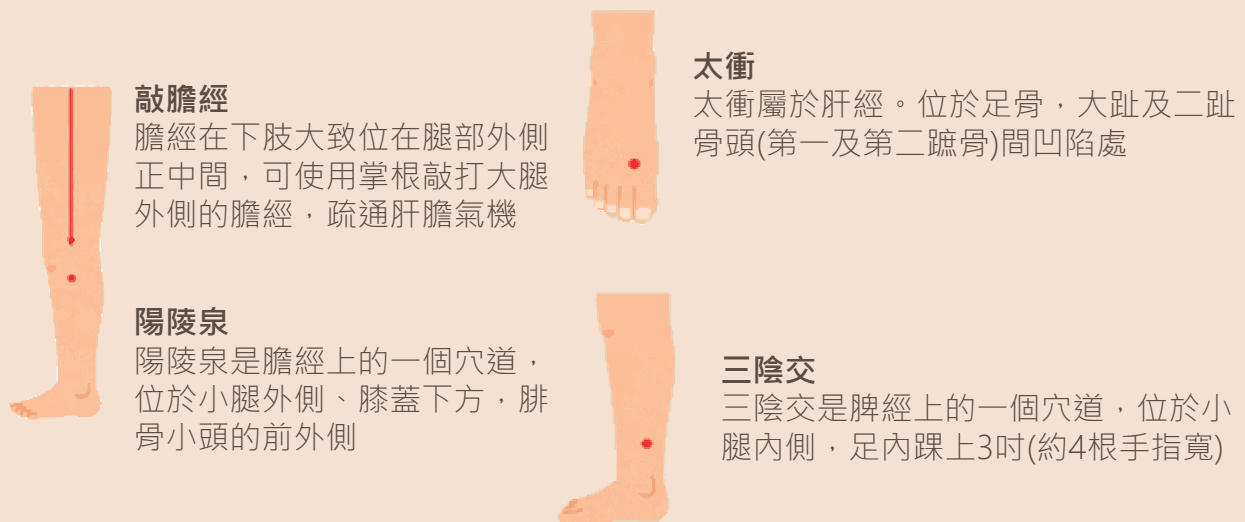 敲膽經
膽經在下肢大致位在腿部外側
正中間，可使用掌根敲打大腿
外側的膽經，疏通肝膽氣機
陽陵泉
陽陵泉是膽經上的一個穴道，
位於小腿外側、膝蓋下方，腓
骨小頭的前外側
太衝
太衝屬於肝經。位於足骨，大趾及二趾
骨頭(第一及第二蹠骨)間凹陷處
三陰交
三陰交是脾經上的一個穴道，位於小
腿內側，足內踝上3吋(約4根手指寬)